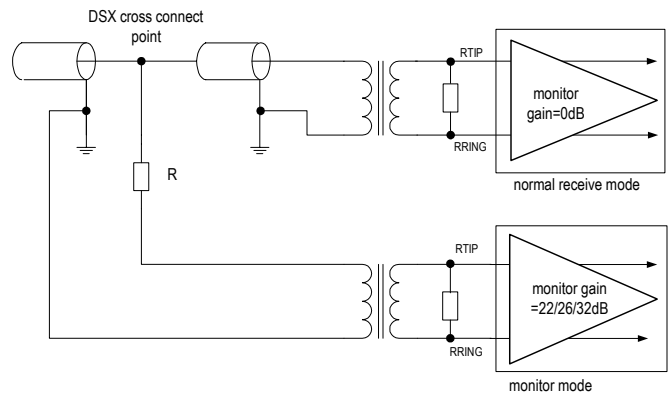 DSX cross connect
point
RTIP
monitor
gain=0dB
RRING
normal receive mode
R
RTIP
monitor gain
=22/26/32dB
RRING
monitor mode